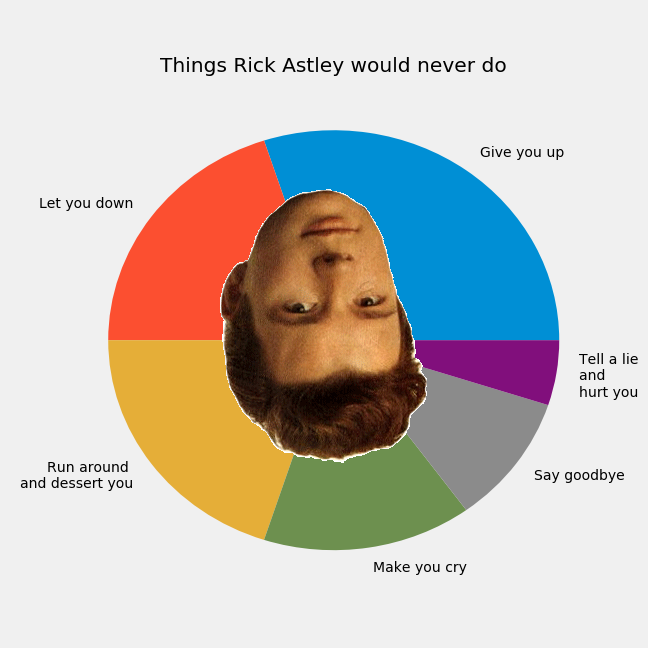 Things Rick Astley would never do
Give you up
Let you down
Tell a lie
and
hurt you
Run around
and dessert you
Say goodbye
Make you cry